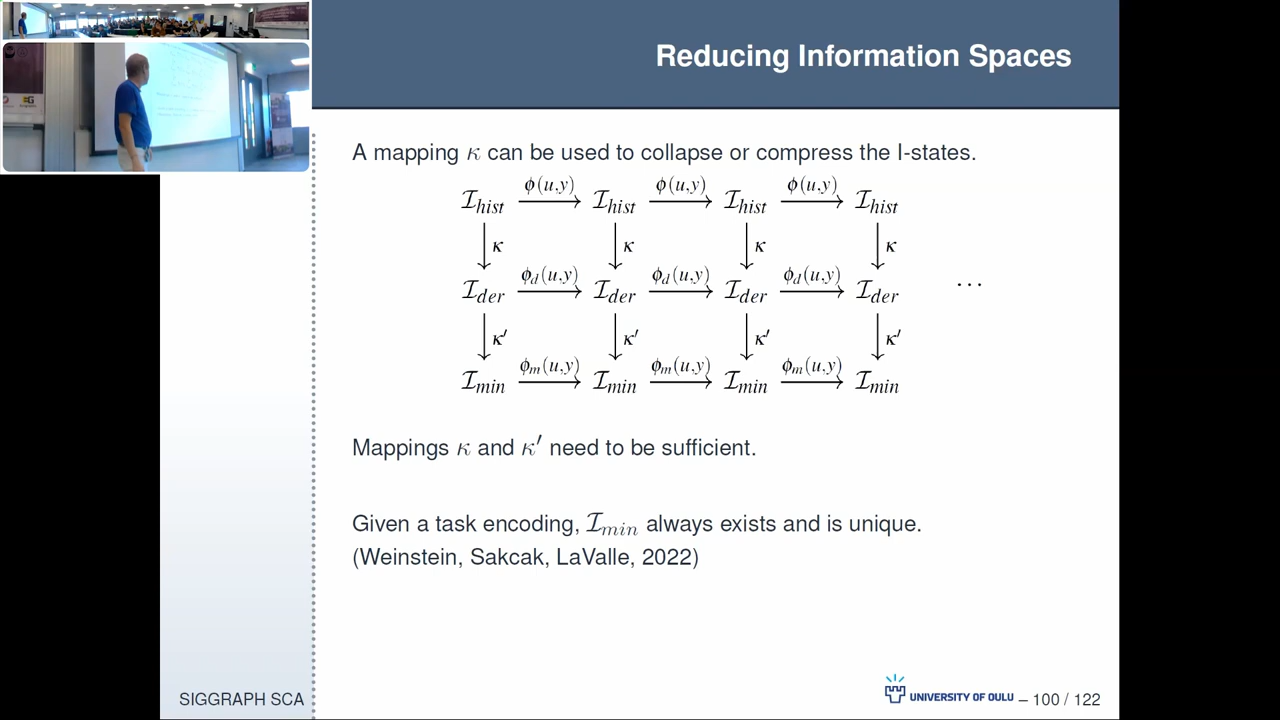 Reducing Information Spaces
A mapping κ can be used to collapse or compress the I-states.
ϕ(u,y) ϕ(u,y) ϕ(u,y)
ℐhist ℐhist ℐhist ℐhist
κ κ κ κ
ϕd(u,y) ϕd(u,y) ϕd(u,y)
ℐder ℐder ℐder ℐder ...
κ′ κ′ κ′ κ′
ϕm(u,y) ϕm(u,y) ϕm(u,y)
ℐmin ℐmin ℐmin ℐmin
Mappings κ and κ′ need to be sufficient.
Given a task encoding, ℐmin always exists and is unique.
(Weinstein, Sakcak, LaValle, 2022)
SIGGRAPH SCA
UNIVERSITY OF OULU – 100 / 122